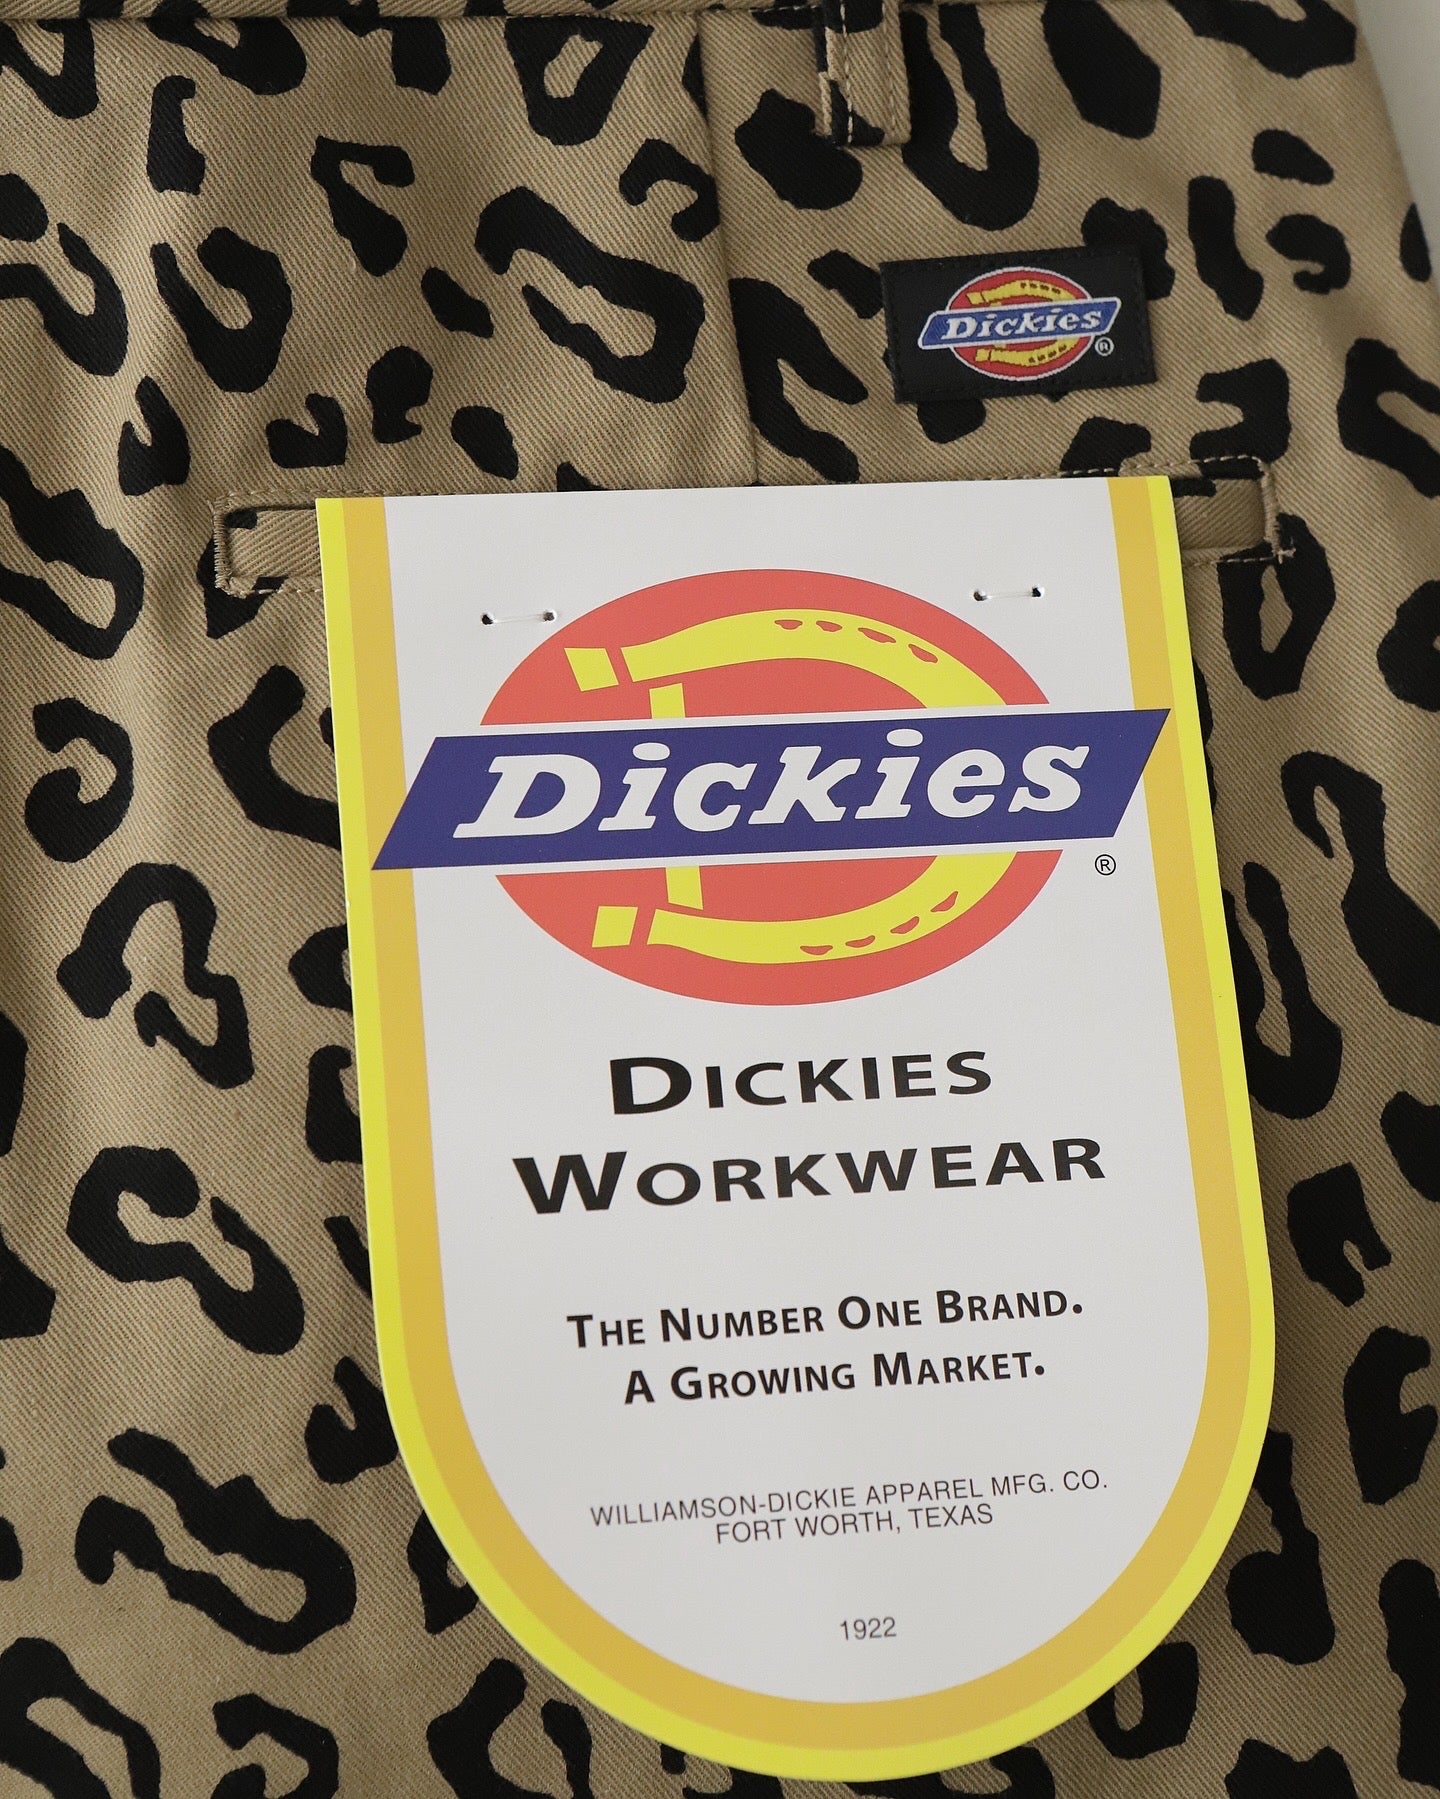 Dickies®
Dickies
®
DICKIES
WORKWEAR
THE NUMBER ONE BRAND.
A GROWING MARKET.
WILLIAMSON-DICKIE APPAREL MFG. CO.
FORT WORTH, TEXAS
1922